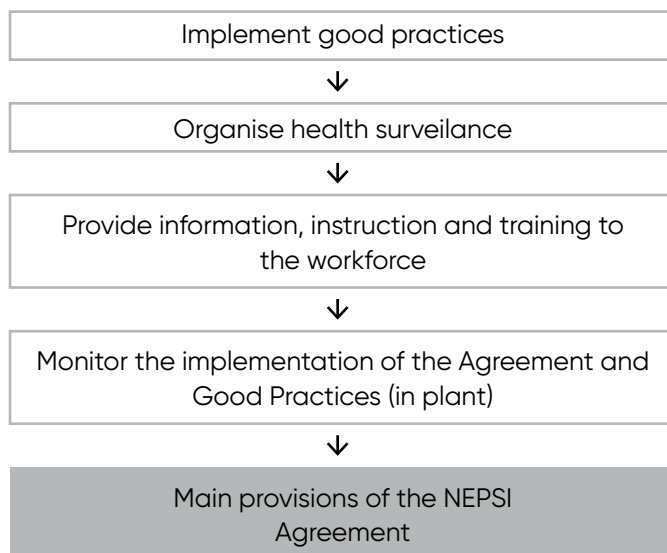 Implement good practices
Organise health surveilance
Provide information, instruction and training to
the workforce
Monitor the implementation of the Agreement and
Good Practices (in plant)
Main provisions of the NEPSI
Agreement